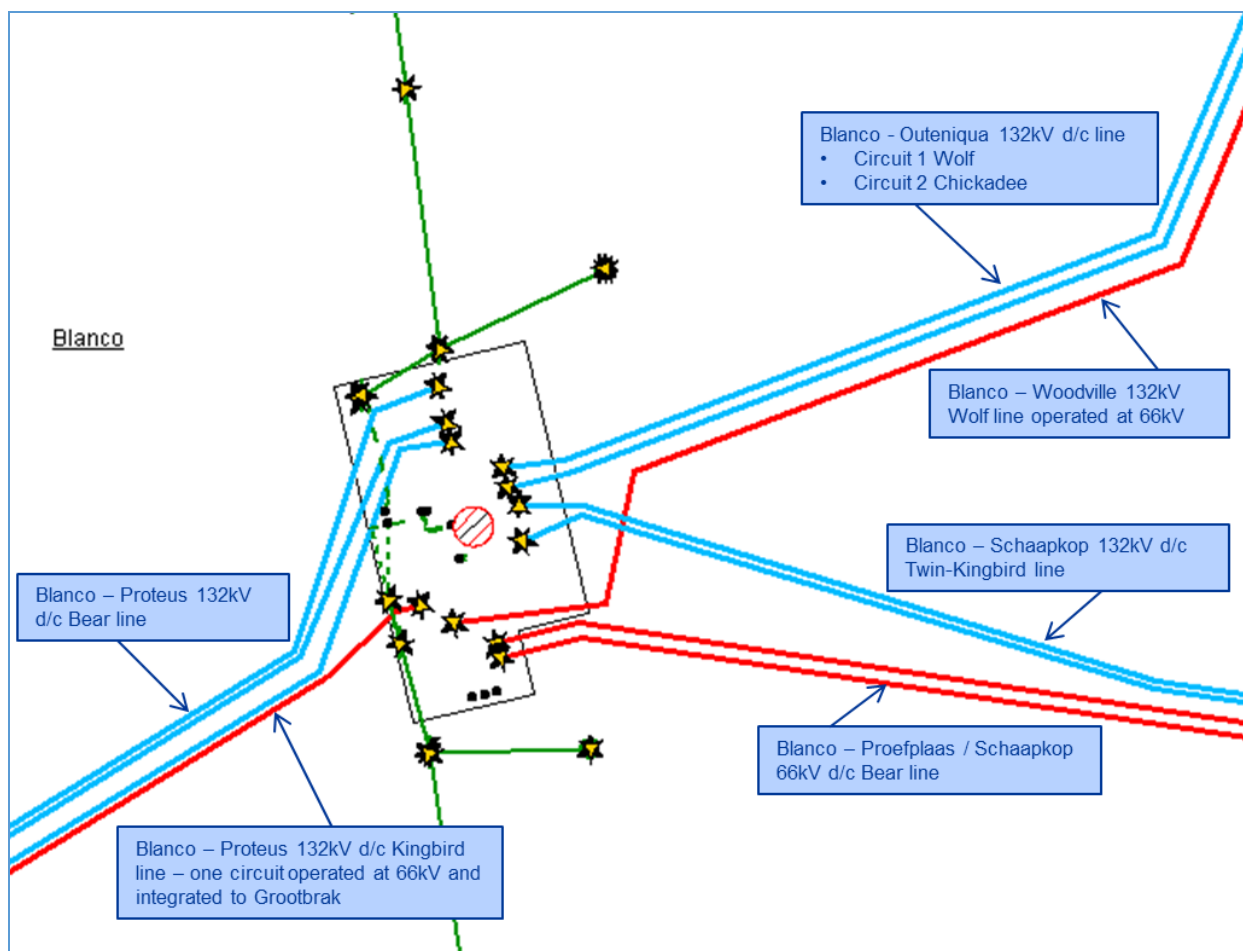 Blanco - Outeniqua 132kV d/c line
• Circuit 1 Wolf
• Circuit 2 Chickadee
Blanco
Blanco – Woodville 132kV
Wolf line operated at 66kV
Blanco – Schaapkop 132kV d/c
Twin-Kingbird line
Blanco – Proteus 132kV
d/c Bear line
Blanco – Proefplaas / Schaapkop
66kV d/c Bear line
Blanco – Proteus 132kV d/c Kingbird
line – one circuit operated at 66kV and
integrated to Grootbrak